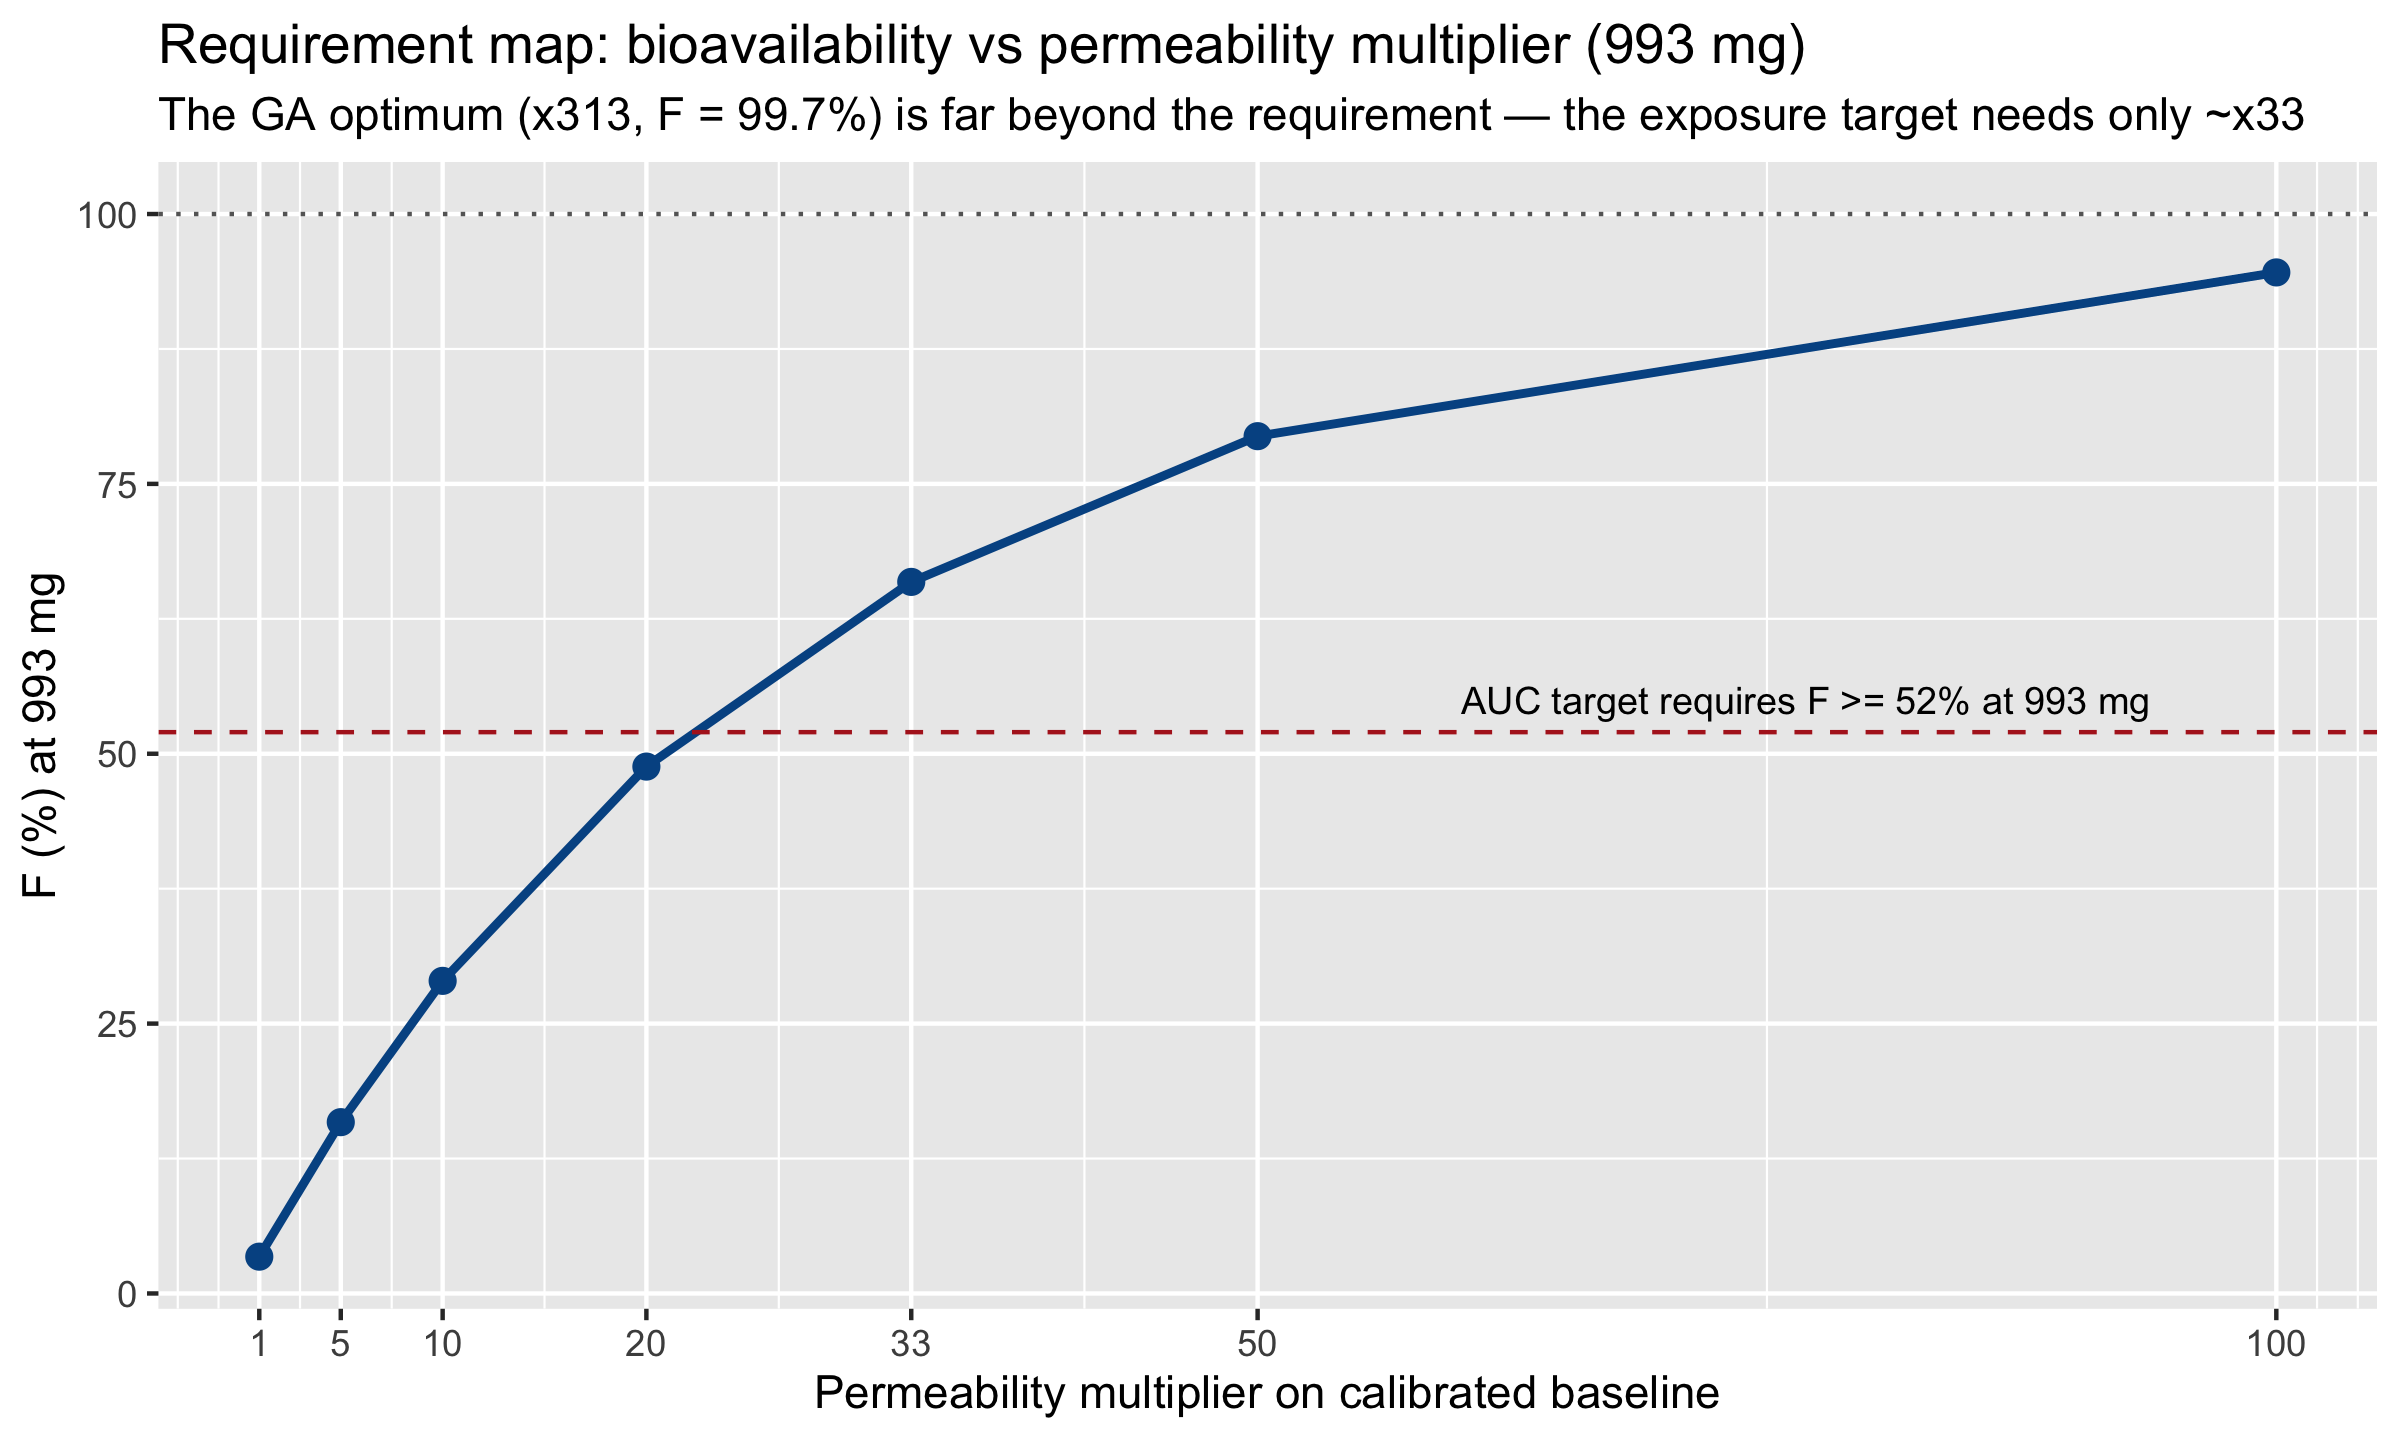 Requirement map: bioavailability vs permeability multiplier (993 mg)
The GA optimum (x313, F = 99.7%) is far beyond the requirement — the exposure target needs only ~x33
100
75
50
25
0
F (%) at 993 mg
AUC target requires F >= 52% at 993 mg
1 5 10 20 33 50 100
Permeability multiplier on calibrated baseline